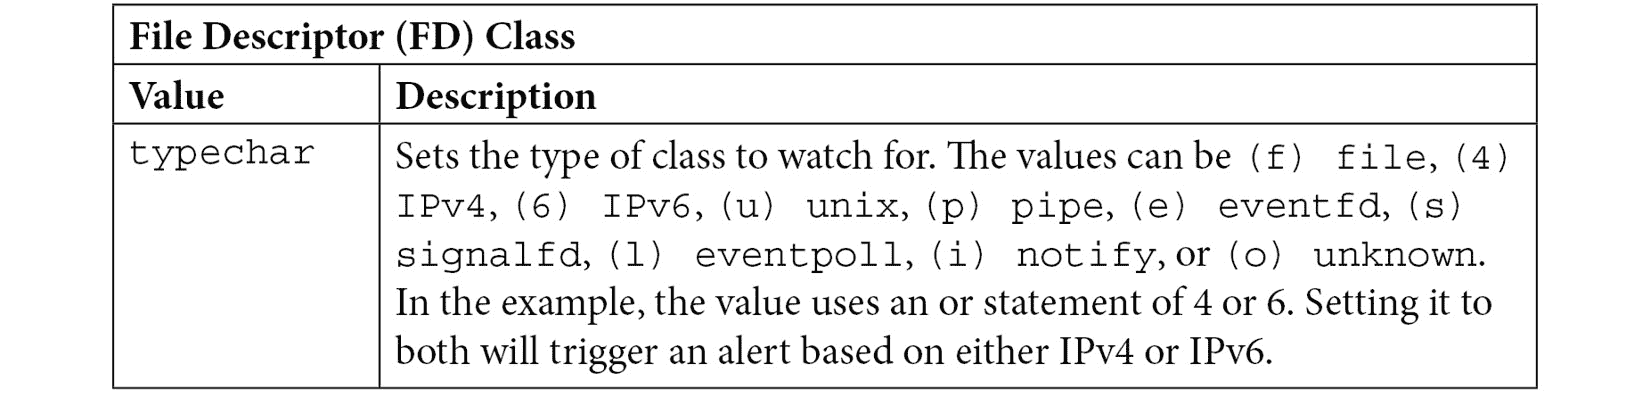 File Descriptor (FD) Class
Value Description
typechar Sets the type of class to watch for. The values can be (f) file, (4)
IPv4, (6) IPv6, (u) unix, (p) pipe, (e) eventfd, (s)
signalfd, (l) eventpoll, (i) notify, or (o) unknown.
In the example, the value uses an or statement of 4 or 6. Setting it to
both will trigger an alert based on either IPv4 or IPv6.